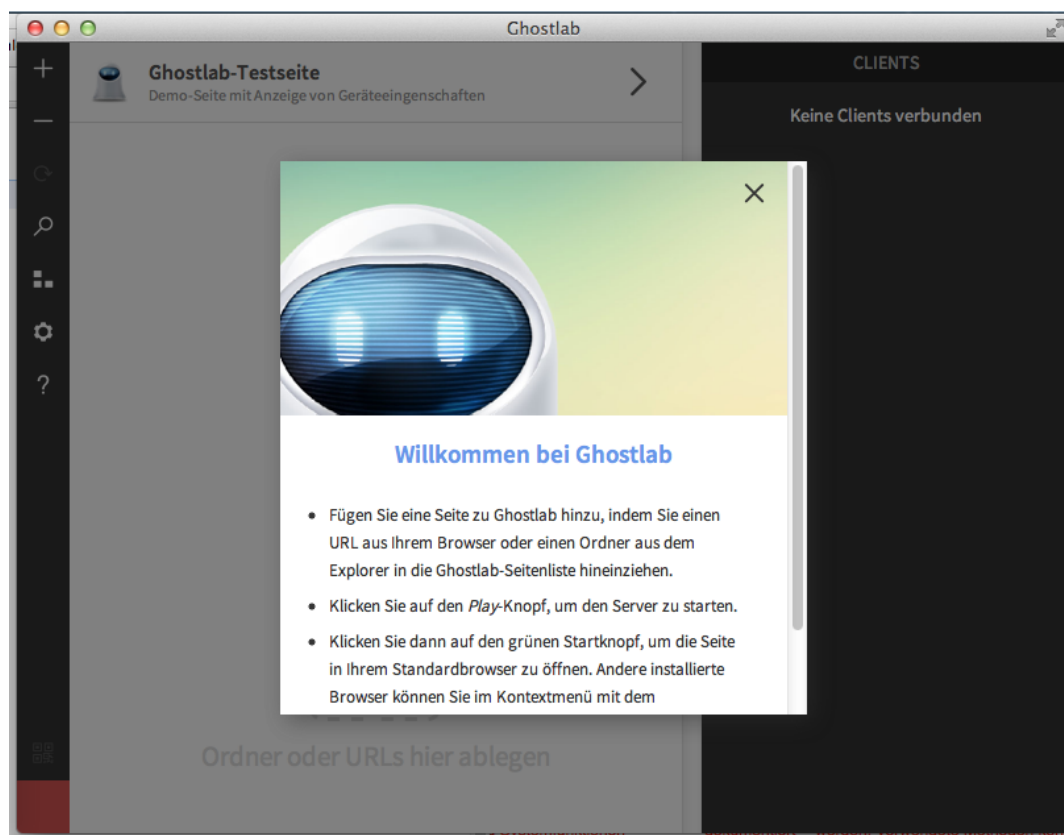 Ghostlab
Ghostlab-Testseite
Demo-Seite mit Anzeige von Geräteeingenschaften
CLIENTS
Keine Clients verbunden
Willkommen bei Ghostlab
Fügen Sie eine Seite zu Ghostlab hinzu, indem Sie einen
URL aus Ihrem Browser oder einen Ordner aus dem
Explorer in die Ghostlab-Seitenliste hineinziehen.
Klicken Sie auf den Play-Knopf, um den Server zu starten.
Klicken Sie dann auf den grünen Startknopf, um die Seite
in Ihrem Standardbrowser zu öffnen. Andere installierte
Browser können Sie im Kontextmenü mit dem
Ordner oder URLs hier ablegen